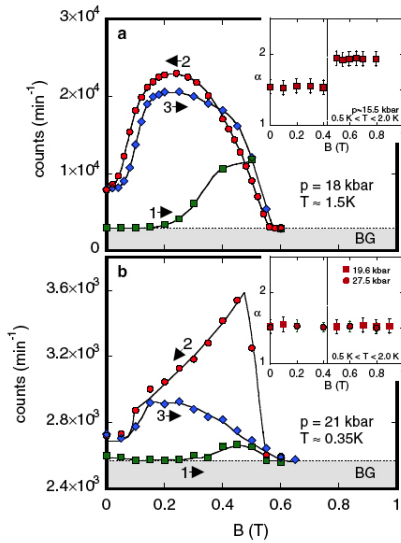 a
3×10⁴
2×10⁴
1×10⁴
0
counts (min⁻¹)
2
3
1
p = 18 kbar
T ≈ 1.5K
BG
2
α
1
p~15.5 kbar
0.5 K < T < 2.0 K
0 0.2 0.4 0.6 0.8 1
B (T)
b
3.6×10³
3.2×10³
2.8×10³
2.4×10³
counts (min⁻¹)
2
3
1
p = 21 kbar
T ≈ 0.35K
BG
19.6 kbar
27.5 kbar
2
α
1
0.5 K < T < 2.0 K
0 0.2 0.4 0.6 0.8 1
B (T)
0 0.2 0.4 0.6 0.8 1
B (T)